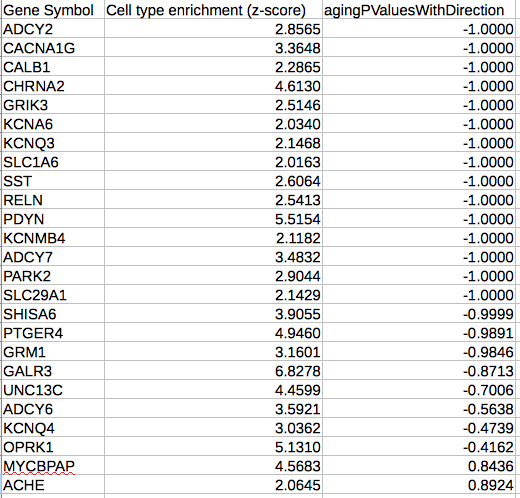 Gene Symbol Cell type enrichment (z-score) agingPValuesWithDirection
ADCY2 2.8565 -1.0000
CACNA1G 3.3648 -1.0000
CALB1 2.2865 -1.0000
CHRNA2 4.6130 -1.0000
GRIK3 2.5146 -1.0000
KCNA6 2.0340 -1.0000
KCNQ3 2.1468 -1.0000
SLC1A6 2.0163 -1.0000
SST 2.6064 -1.0000
RELN 2.5413 -1.0000
PDYN 5.5154 -1.0000
KCNMB4 2.1182 -1.0000
ADCY7 3.4832 -1.0000
PARK2 2.9044 -1.0000
SLC29A1 2.1429 -1.0000
SHISA6 3.9055 -0.9999
PTGER4 4.9460 -0.9891
GRM1 3.1601 -0.9846
GALR3 6.8278 -0.8713
UNC13C 4.4599 -0.7006
ADCY6 3.5921 -0.5638
KCNQ4 3.0362 -0.4739
OPRK1 5.1310 -0.4162
MYCBPAP 4.5683 0.8436
ACHE 2.0645 0.8924